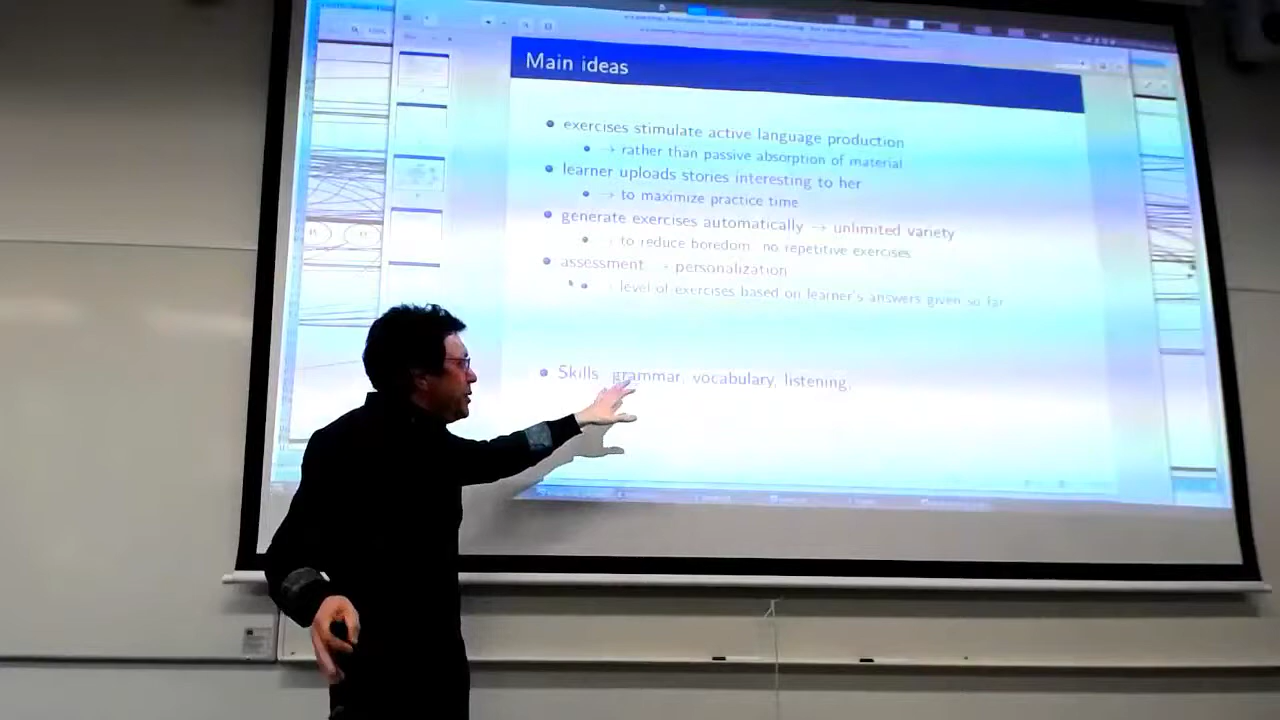 Main ideas
• exercises stimulate active language production
• → rather than passive absorption of material
• learner uploads stories interesting to her
• → to maximize practice time
• generate exercises automatically → unlimited variety
• → to reduce boredom no repetitive exercises
• assessment → personalization
• → level of exercises based on learner's answers given so far
• Skills grammar, vocabulary, listening,